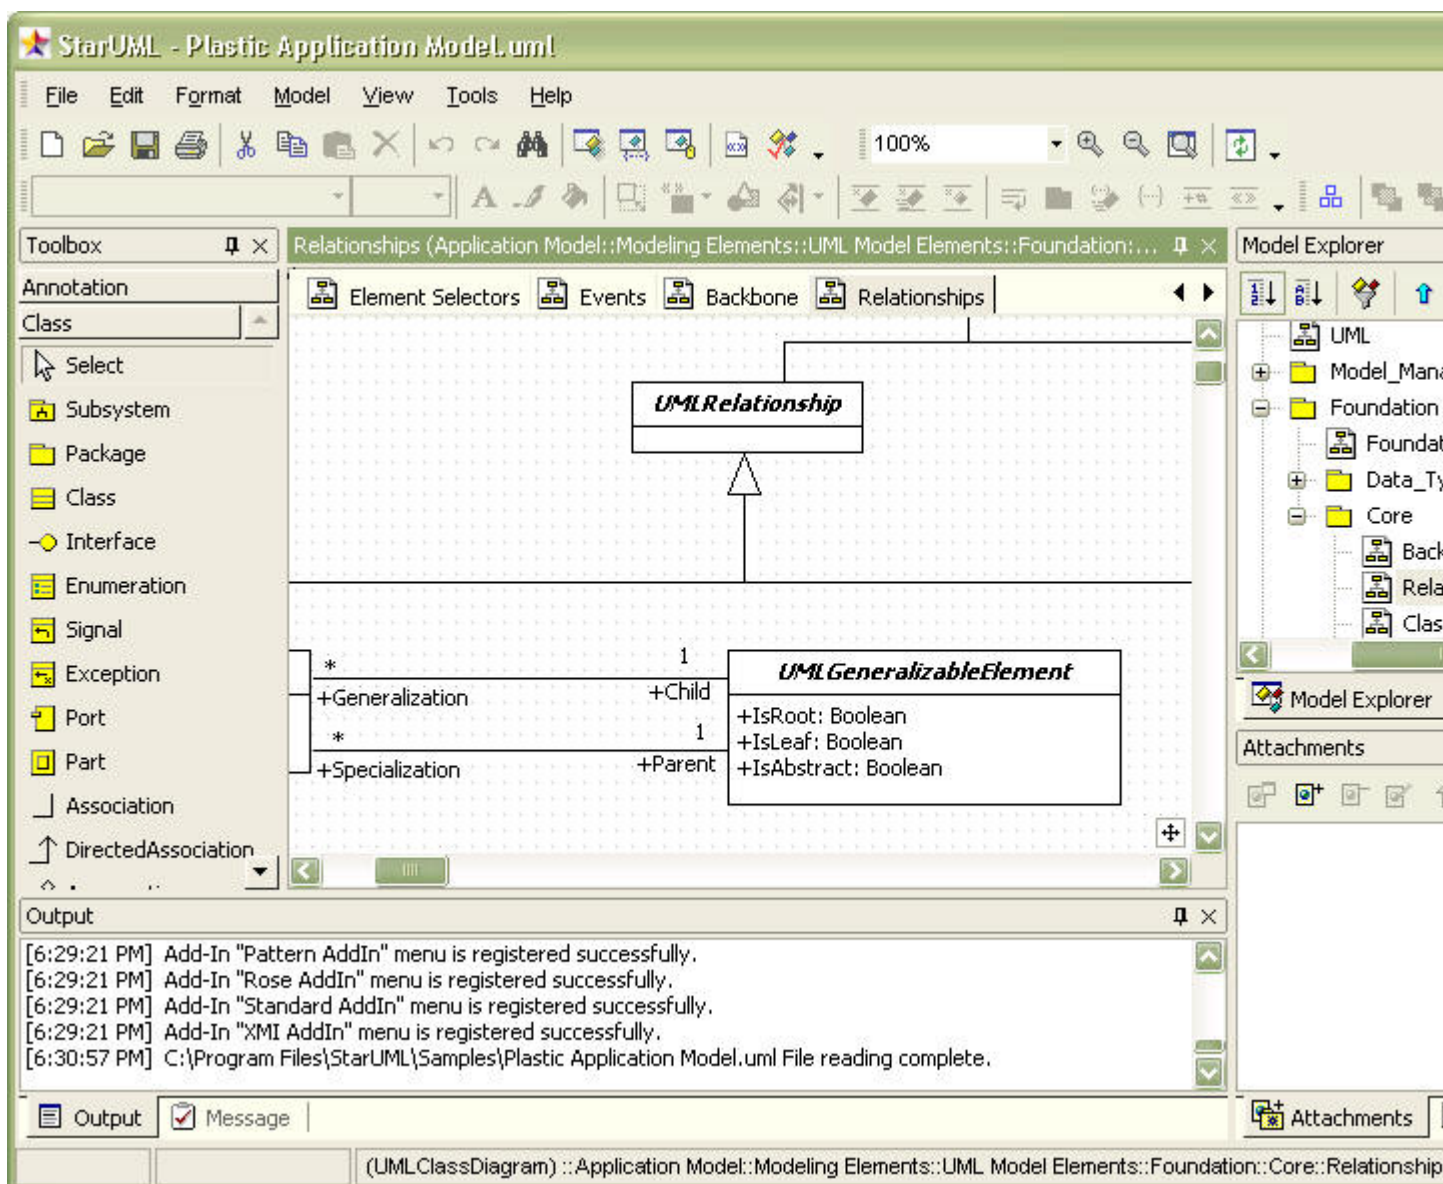 StarUML - Plastic Application Model.uml
File Edit Format Model View Tools Help
100%
Toolbox
Annotation
Class
Select
Subsystem
Package
Class
Interface
Enumeration
Signal
Exception
Port
Part
Association
DirectedAssociation
Relationships (Application Model::Modeling Elements::UML Model Elements::Foundation:...
Element Selectors Events Backbone Relationships
UMLRelationship
* 1
+Generalization +Child
* 1
+Specialization +Parent
UMLGeneralizableElement
+IsRoot: Boolean
+IsLeaf: Boolean
+IsAbstract: Boolean
Model Explorer
UML
Model_Mana
Foundation
Foundat
Data_Ty
Core
Back
Rela
Clas
Model Explorer
Attachments
Attachments
Output
[6:29:21 PM] Add-In "Pattern AddIn" menu is registered successfully.
[6:29:21 PM] Add-In "Rose AddIn" menu is registered successfully.
[6:29:21 PM] Add-In "Standard AddIn" menu is registered successfully.
[6:29:21 PM] Add-In "XMI AddIn" menu is registered successfully.
[6:30:57 PM] C:\Program Files\StarUML\Samples\Plastic Application Model.uml File reading complete.
Output Message
(UMLClassDiagram) ::Application Model::Modeling Elements::UML Model Elements::Foundation::Core::Relationship